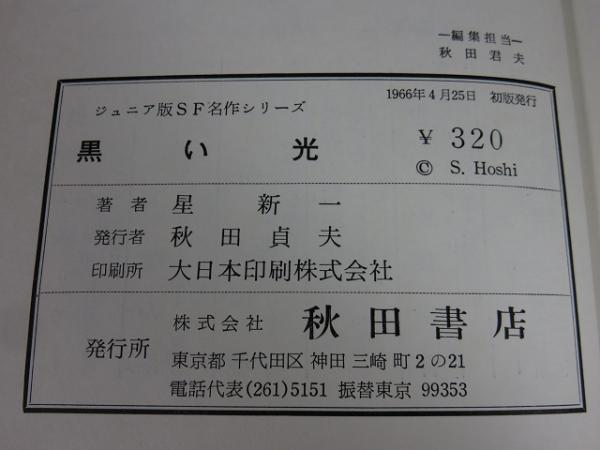 ―編集担当―
秋田君夫
ジュニア版SF名作シリーズ 1966年4月25日 初版発行
黒い光 ¥320
© S. Hoshi
著者 星新一
発行者 秋田貞夫
印刷所 大日本印刷株式会社
発行所 株式会社 秋田書店
東京都千代田区神田三崎町2の21
電話代表(261)5151 振替東京 99353